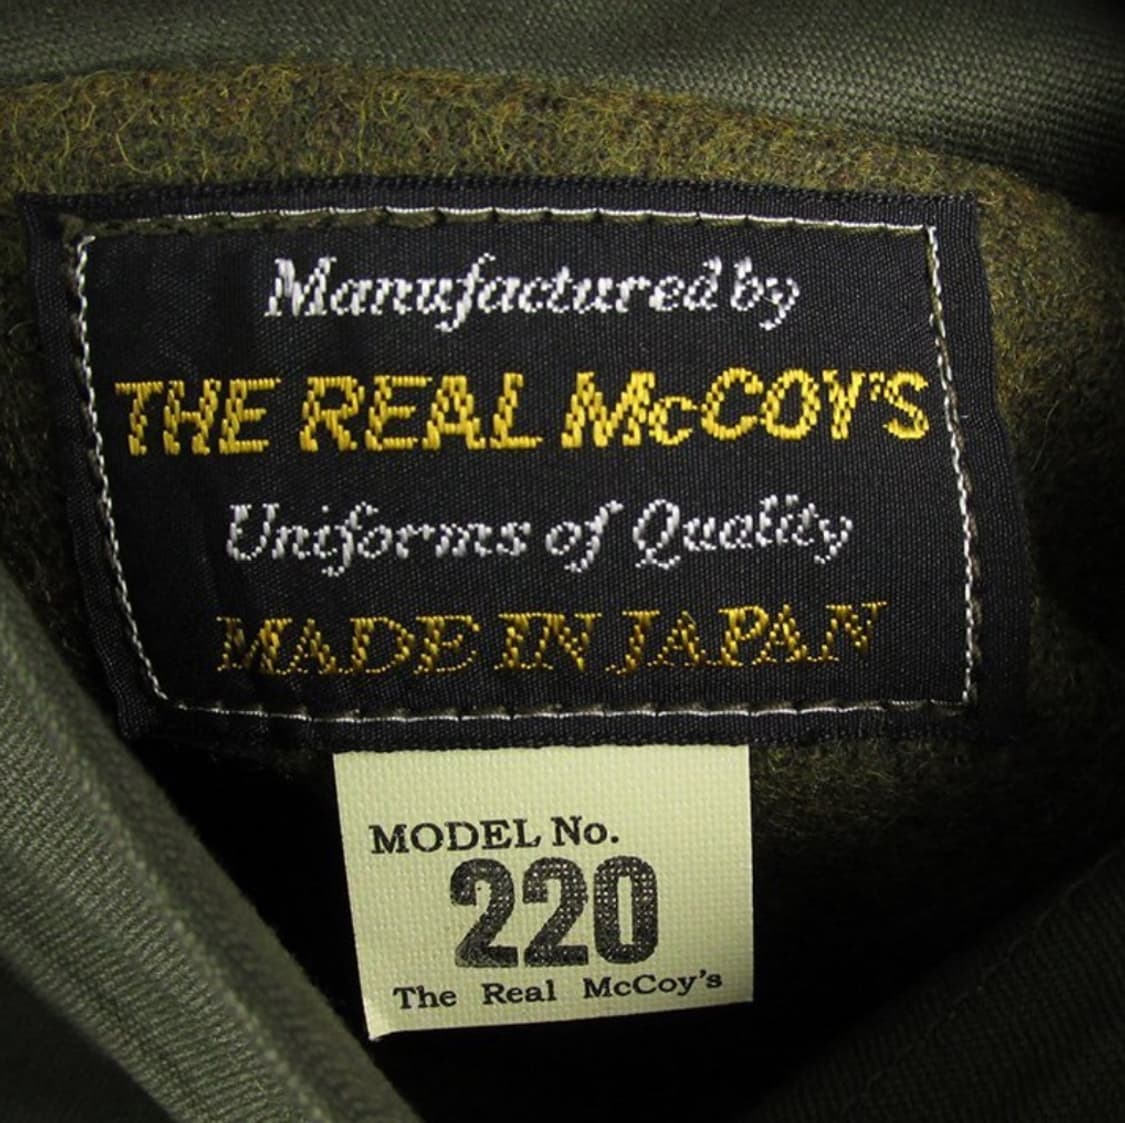 Manufactured by
THE REAL McCOY'S
Uniforms of Quality
MADE IN JAPAN
MODEL No.
220
The Real McCoy's